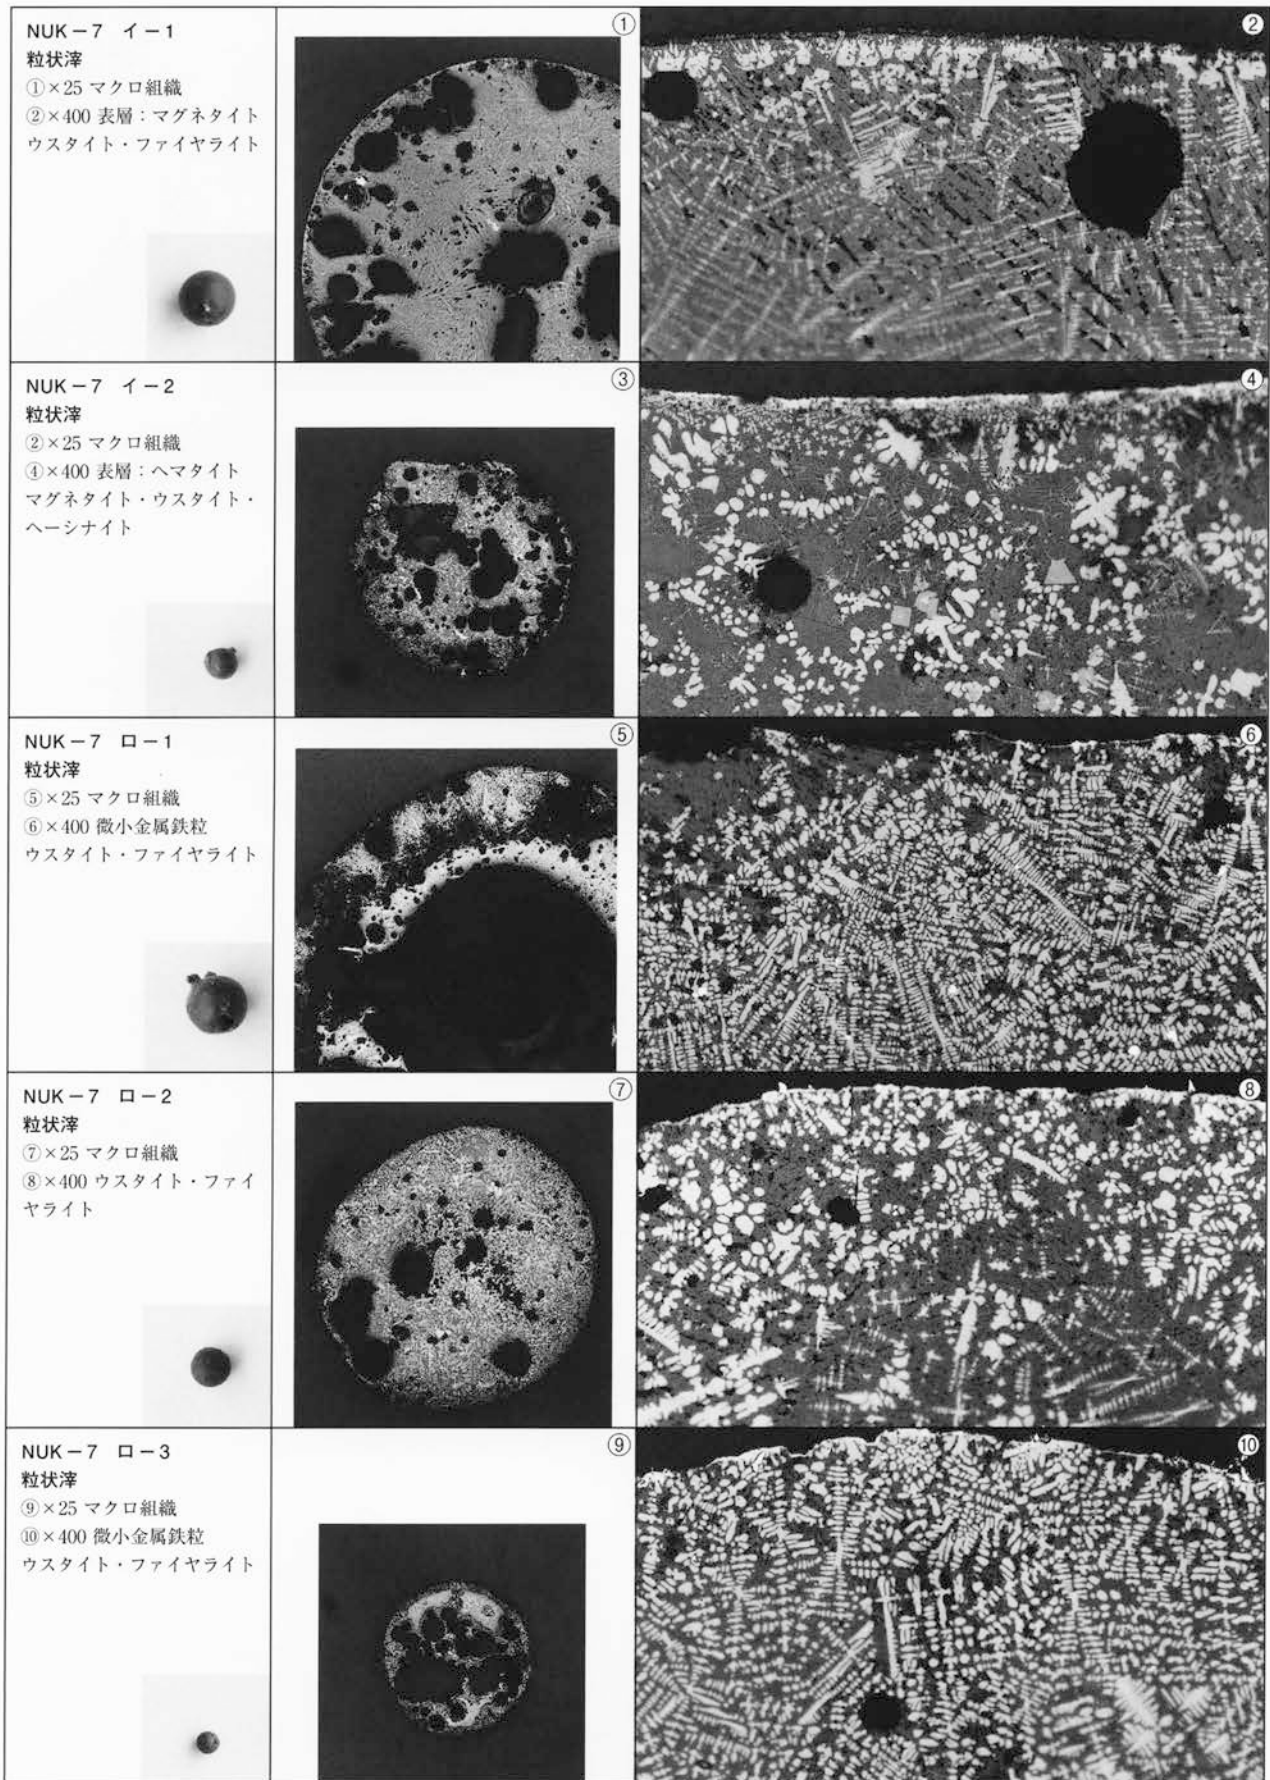 NUK-7 イ-1
粒状滓
①×25 マクロ組織
②×400 表層：マグネタイト
ウスタイト・ファイヤライト
①
②
NUK-7 イ-2
粒状滓
②×25 マクロ組織
④×400 表層：ヘマタイト
マグネタイト・ウスタイト・
ヘーシナイト
③
④
NUK-7 ロ-1
粒状滓
⑤×25 マクロ組織
⑥×400 微小金属鉄粒
ウスタイト・ファイヤライト
⑤
⑥
NUK-7 ロ-2
粒状滓
⑦×25 マクロ組織
⑧×400 ウスタイト・ファイ
ヤライト
⑦
⑧
NUK-7 ロ-3
粒状滓
⑨×25 マクロ組織
⑩×400 微小金属鉄粒
ウスタイト・ファイヤライト
⑨
⑩